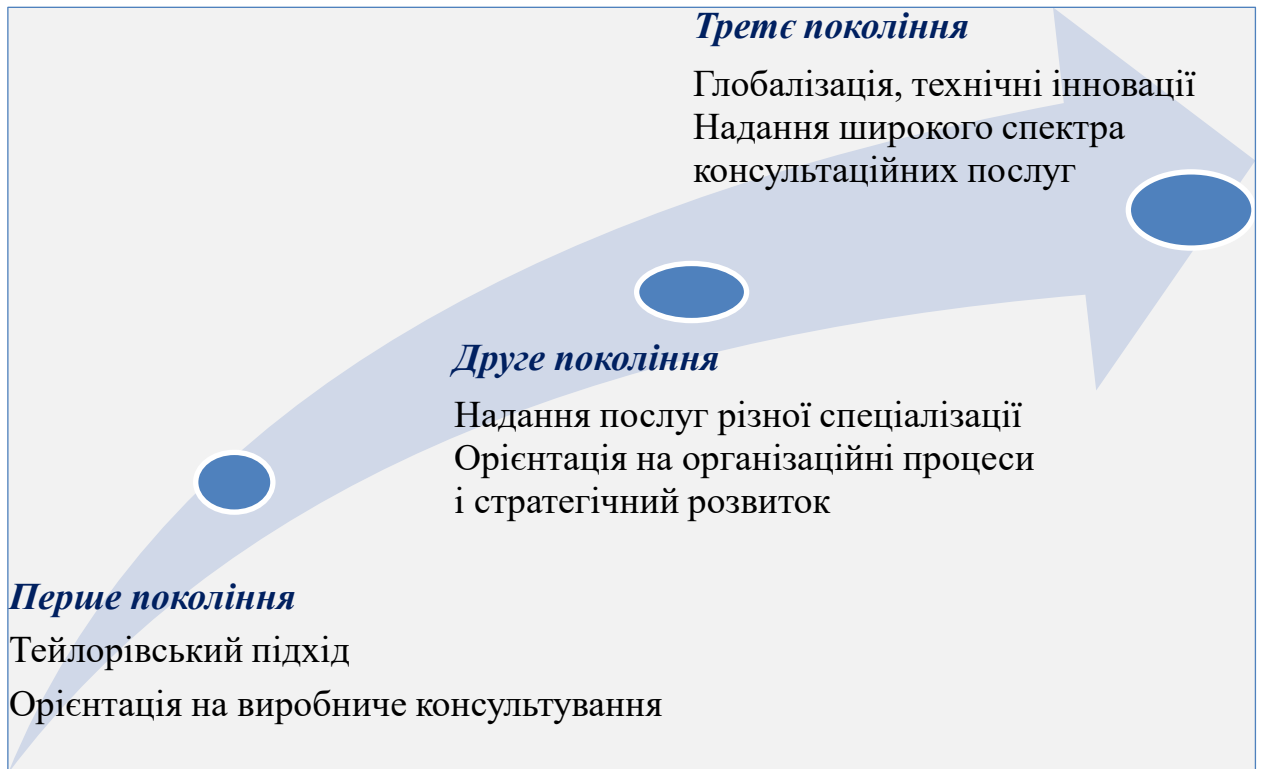 Третє покоління
Глобалізація, технічні інновації
Надання широкого спектра
консультаційних послуг
Друге покоління
Надання послуг різної спеціалізації
Орієнтація на організаційні процеси
і стратегічний розвиток
Перше покоління
Тейлорівський підхід
Орієнтація на виробниче консультування